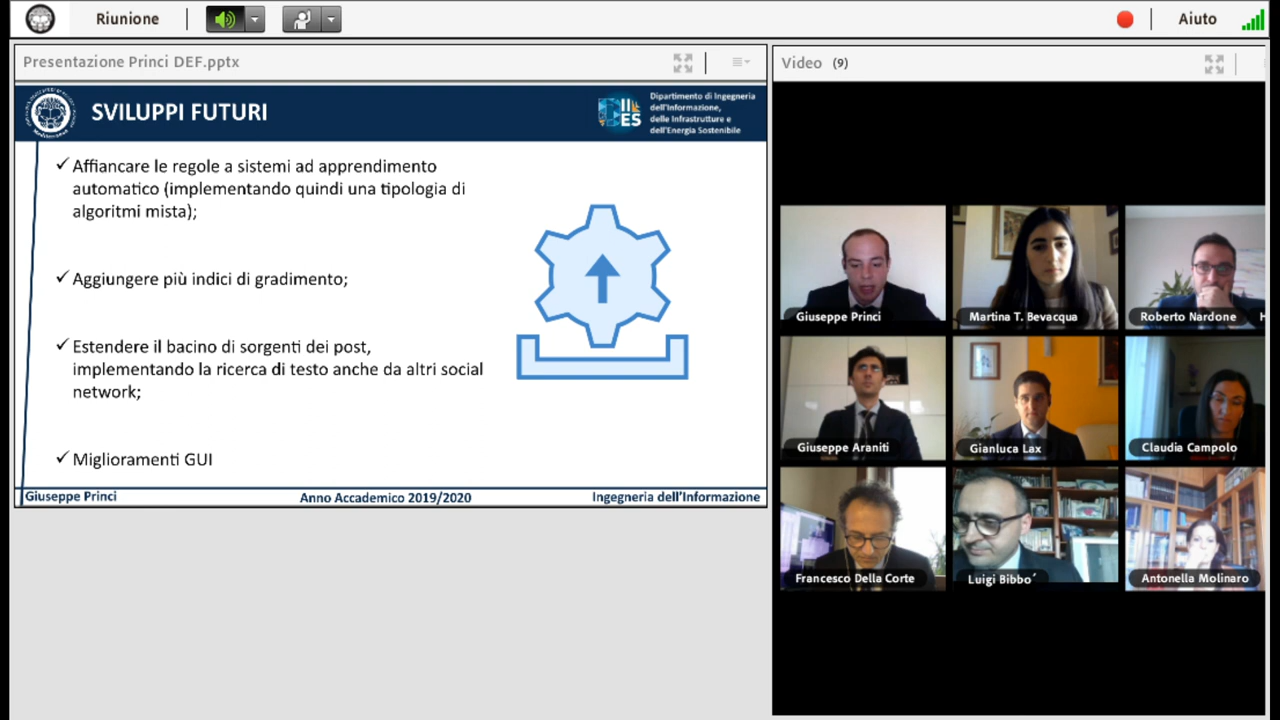 Riunione
Aiuto
Presentazione Princi DEF.pptx
Video (9)
SVILUPPI FUTURI
DIIES
Dipartimento di Ingegneria
dell'Informazione,
delle Infrastrutture e
dell'Energia Sostenibile
✓ Affiancare le regole a sistemi ad apprendimento
automatico (implementando quindi una tipologia di
algoritmi mista);
✓ Aggiungere più indici di gradimento;
✓ Estendere il bacino di sorgenti dei post,
implementando la ricerca di testo anche da altri social
network;
✓ Miglioramenti GUI
Giuseppe Princi
Anno Accademico 2019/2020
Ingegneria dell'Informazione
Giuseppe Princi
Martina T. Bevacqua
Roberto Nardone
Giuseppe Araniti
Gianluca Lax
Claudia Campolo
Francesco Della Corte
Luigi Bibbo´
Antonella Molinaro